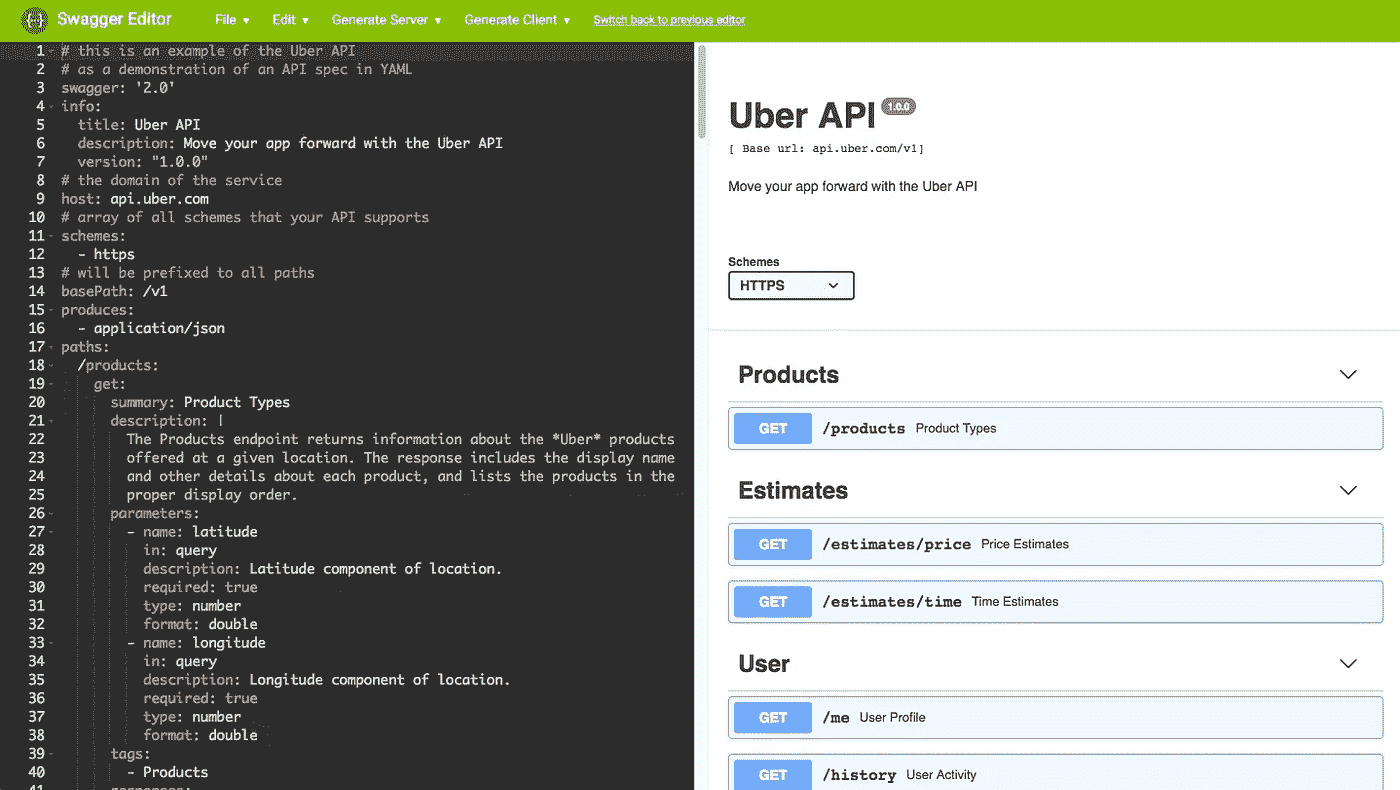 Swagger Editor File Edit Generate Server Generate Client Switch back to previous editor
1 # this is an example of the Uber API
2 # as a demonstration of an API spec in YAML
3 swagger: '2.0'
4 info:
5 title: Uber API
6 description: Move your app forward with the Uber API
7 version: "1.0.0"
8 # the domain of the service
9 host: api.uber.com
10 # array of all schemes that your API supports
11 schemes:
12 - https
13 # will be prefixed to all paths
14 basePath: /v1
15 produces:
16 - application/json
17 paths:
18 /products:
19 get:
20 summary: Product Types
21 description: |
22 The Products endpoint returns information about the *Uber* products
23 offered at a given location. The response includes the display name
24 and other details about each product, and lists the products in the
25 proper display order.
26 parameters:
27 - name: latitude
28 in: query
29 description: Latitude component of location.
30 required: true
31 type: number
32 format: double
33 - name: longitude
34 in: query
35 description: Longitude component of location.
36 required: true
37 type: number
38 format: double
39 tags:
40 - Products
41 responses:
Uber API 1.0.0
[ Base url: api.uber.com/v1 ]
Move your app forward with the Uber API
Schemes
HTTPS
Products
GET /products Product Types
Estimates
GET /estimates/price Price Estimates
GET /estimates/time Time Estimates
User
GET /me User Profile
GET /history User Activity